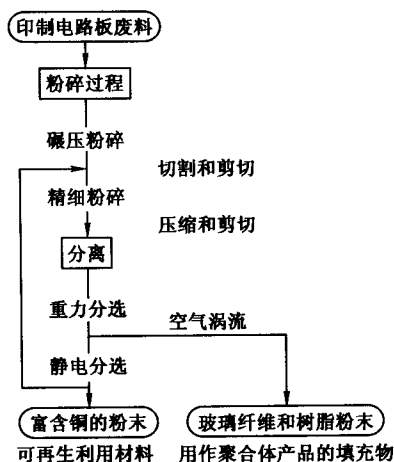 印制电路板废料
粉碎过程
碾压粉碎
切割和剪切
精细粉碎
压缩和剪切
分离
重力分选
空气涡流
静电分选
富含铜的粉末
玻璃纤维和树脂粉末
可再生利用材料
用作聚合体产品的填充物